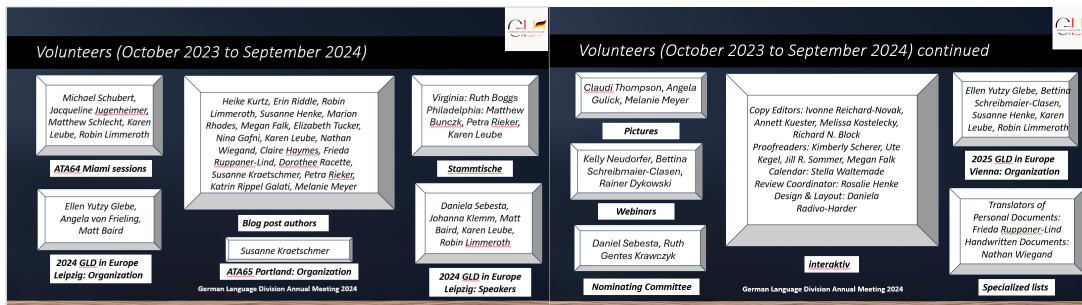 GLD
Volunteers (October 2023 to September 2024)
Michael Schubert,
Jacqueline Jugenheimer,
Matthew Schlecht, Karen
Leube, Robin Limmeroth
ATA64 Miami sessions
Ellen Yutzy Glebe,
Angela von Frieling,
Matt Baird
2024 GLD in Europe
Leipzig: Organization
Heike Kurtz, Erin Riddle, Robin
Limmeroth, Susanne Henke, Marion
Rhodes, Megan Falk, Elizabeth Tucker,
Nina Gafni, Karen Leube, Nathan
Wiegand, Claire Haymes, Frieda
Ruppaner-Lind, Dorothee Racette,
Susanne Kraetschmer, Petra Rieker,
Katrin Rippel Galati, Melanie Meyer
Blog post authors
Susanne Kraetschmer
ATA65 Portland: Organization
Virginia: Ruth Boggs
Philadelphia: Matthew
Bunczk, Petra Rieker,
Karen Leube
Stammtische
Daniela Sebesta,
Johanna Klemm, Matt
Baird, Karen Leube,
Robin Limmeroth
2024 GLD in Europe
Leipzig: Speakers
German Language Division Annual Meeting 2024
GL
Volunteers (October 2023 to September 2024) continued
Claudi Thompson, Angela
Gulick, Melanie Meyer
Pictures
Kelly Neudorfer, Bettina
Schreibmaier-Clasen,
Rainer Dykowski
Webinars
Daniel Sebesta, Ruth
Gentes Krawczyk
Nominating Committee
Copy Editors: Ivonne Reichard-Novak,
Annett Kuester, Melissa Kostelecky,
Richard N. Block
Proofreaders: Kimberly Scherer, Ute
Kegel, Jill R. Sommer, Megan Falk
Calendar: Stella Waltemade
Review Coordinator: Rosalie Henke
Design & Layout: Daniela
Radivo-Harder
interaktiv
Ellen Yutzy Glebe, Bettina
Schreibmaier-Clasen,
Susanne Henke, Karen
Leube, Robin Limmeroth
2025 GLD in Europe
Vienna: Organization
Translators of
Personal Documents:
Frieda Ruppaner-Lind
Handwritten Documents:
Nathan Wiegand
Specialized lists
German Language Division Annual Meeting 2024